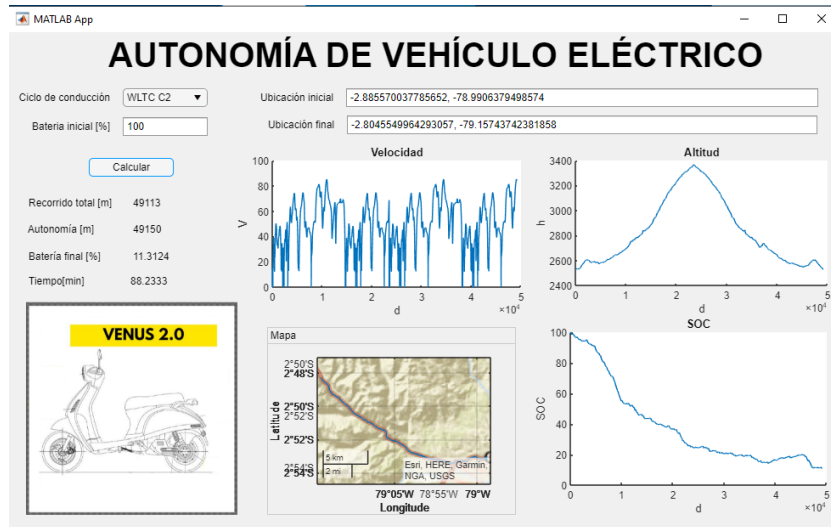 MATLAB App
AUTONOMÍA DE VEHÍCULO ELÉCTRICO
Ciclo de conducción WLTC C2
Bateria inicial [%] 100
Ubicación inicial -2.885570037785652, -78.9906379498574
Ubicación final -2.8045549964293057, -79.15743742381858
Calcular
Recorrido total [m] 49113
Autonomía [m] 49150
Batería final [%] 11.3124
Tiempo[min] 88.2333
VENUS 2.0
Velocidad
100
80
60
40
20
0
V
0 1 2 3 4 5
d
×10⁴
Altitud
3400
3200
3000
2800
2600
2400
h
0 1 2 3 4 5
d
×10⁴
Mapa
2°50'S
2°48'S
2°50'S
2°52'S
2°52'S
2°54'S
2°54'S
Latitude
5 km
2 mi
Esri, HERE, Garmin,
NGA, USGS
79°05'W 78°55'W 79°W
Longitude
SOC
100
80
60
40
20
0
SOC
0 1 2 3 4 5
d
×10⁴